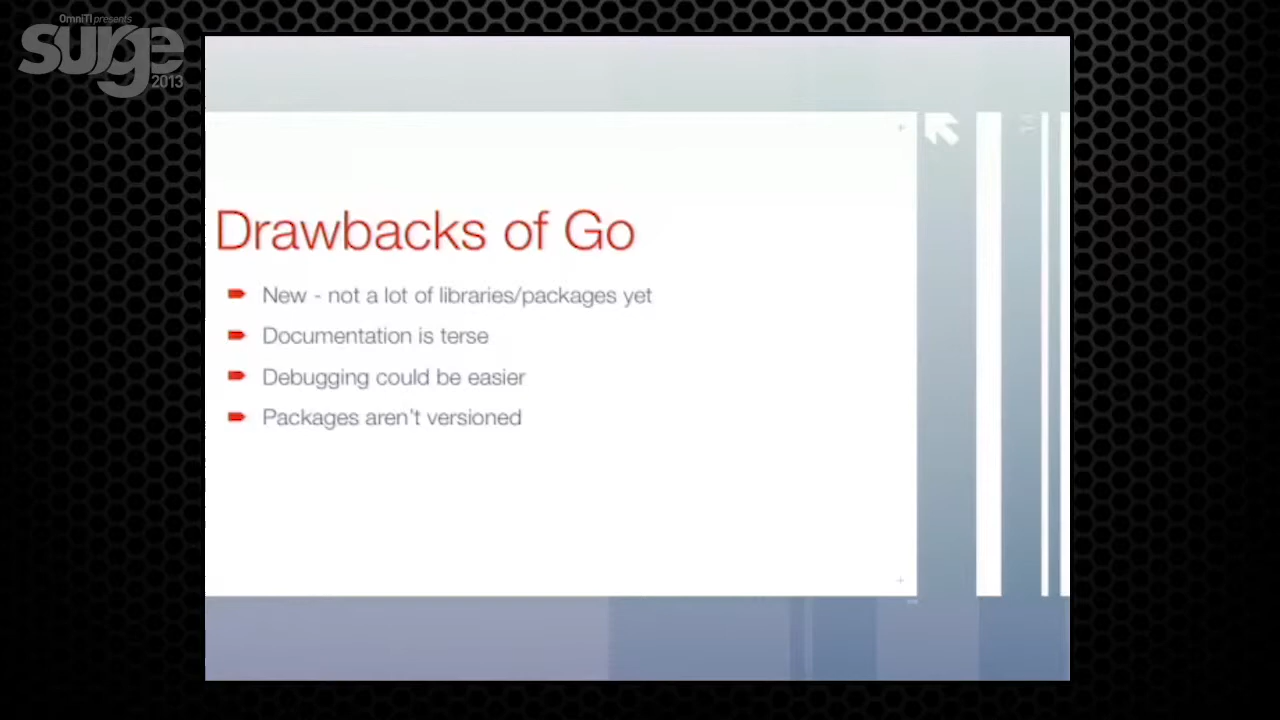 OmniTI presents
surge
2013
Drawbacks of Go
New - not a lot of libraries/packages yet
Documentation is terse
Debugging could be easier
Packages aren't versioned